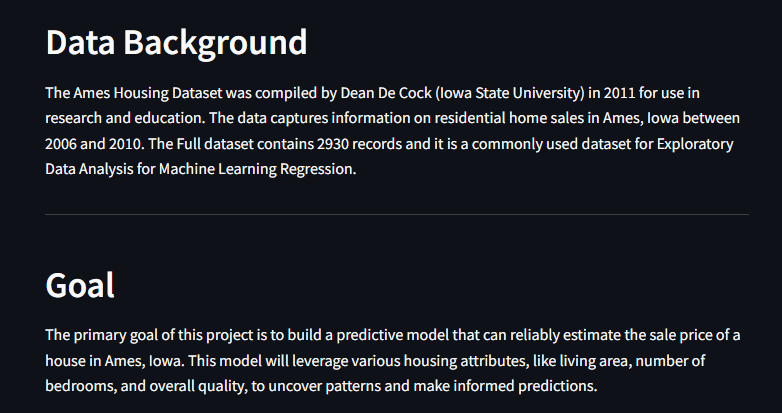 Data Background
The Ames Housing Dataset was compiled by Dean De Cock (Iowa State University) in 2011 for use in
research and education. The data captures information on residential home sales in Ames, Iowa between
2006 and 2010. The Full dataset contains 2930 records and it is a commonly used dataset for Exploratory
Data Analysis for Machine Learning Regression.
Goal
The primary goal of this project is to build a predictive model that can reliably estimate the sale price of a
house in Ames, Iowa. This model will leverage various housing attributes, like living area, number of
bedrooms, and overall quality, to uncover patterns and make informed predictions.